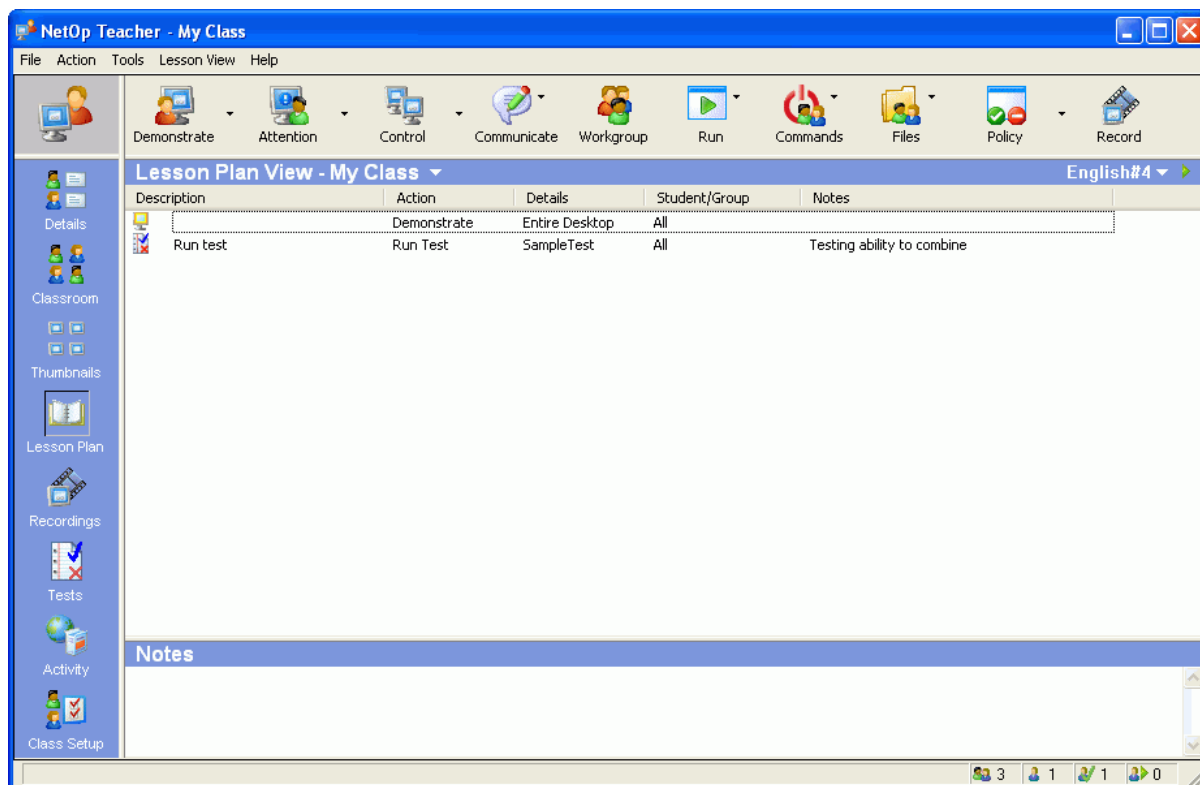 NetOp Teacher - My Class
File Action Tools Lesson View Help
Demonstrate Attention Control Communicate Workgroup Run Commands Files Policy Record
Lesson Plan View - My Class English#4
Description Action Details Student/Group Notes
Demonstrate Entire Desktop All
Run test Run Test SampleTest All Testing ability to combine
Details
Classroom
Thumbnails
Lesson Plan
Recordings
Tests
Activity
Class Setup
Notes
3 1 1 0